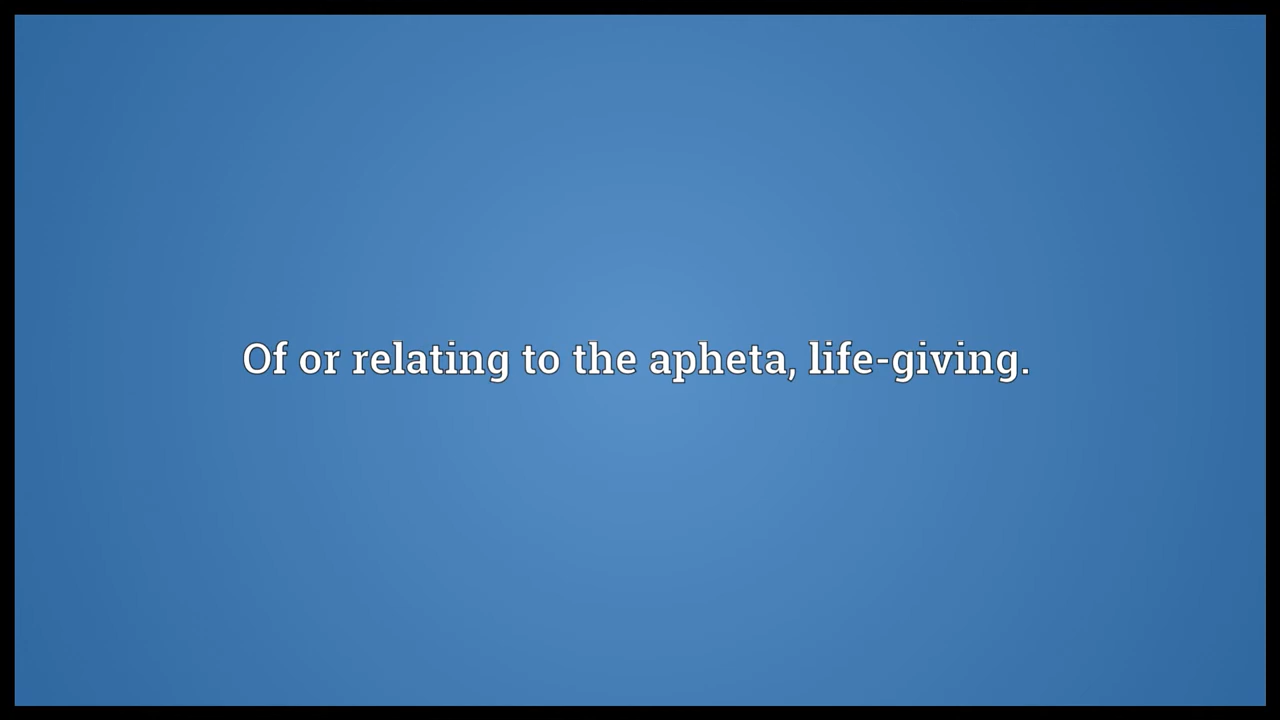 Of or relating to the apheta, life-giving.